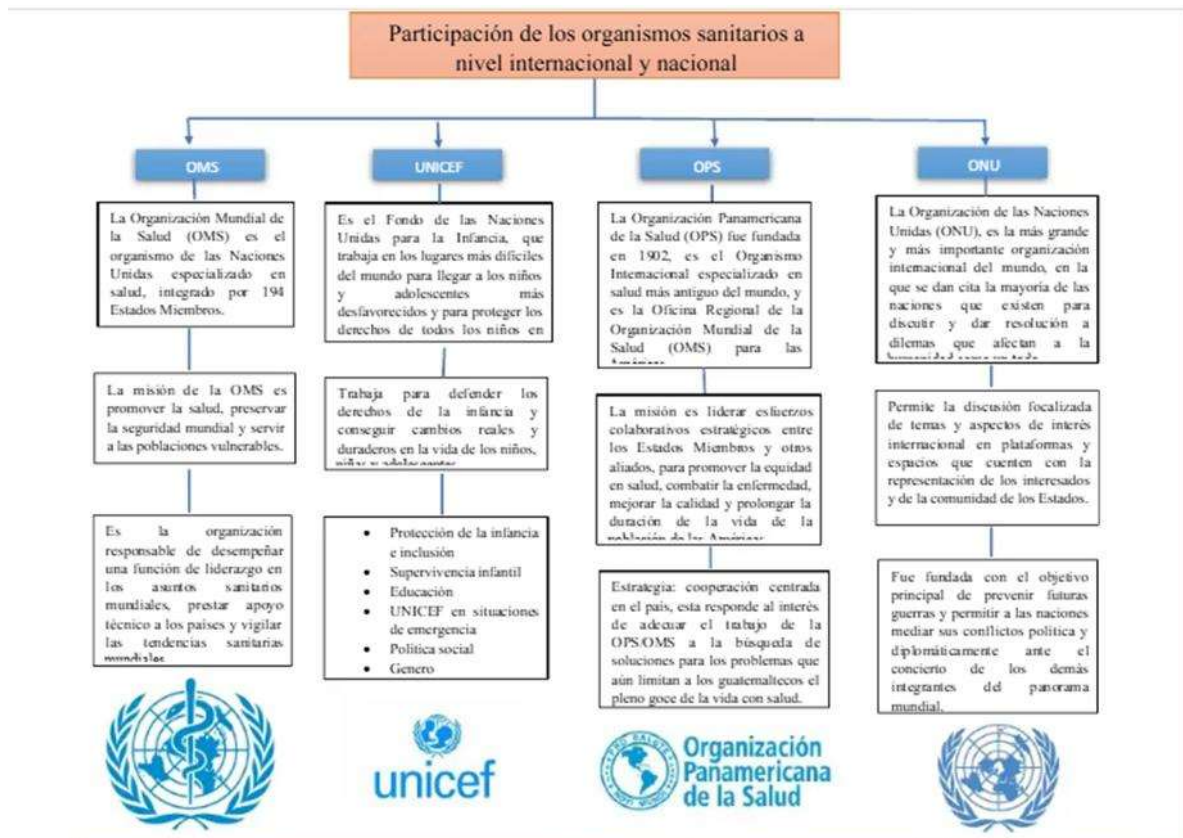 Participación de los organismos sanitarios a
nivel internacional y nacional
OMS
La Organización Mundial de
la Salud (OMS) es el
organismo de las Naciones
Unidas especializado en
salud, integrado por 194
Estados Miembros.
La misión de la OMS es
promover la salud, preservar
la seguridad mundial y servir
a las poblaciones vulnerables.
Es la organización
responsable de desempeñar
una función de liderazgo en
los asuntos sanitarios
mundiales, prestar apoyo
técnico a los países y vigilar
las tendencias sanitarias
mundiales
UNICEF
Es el Fondo de las Naciones
Unidas para la Infancia, que
trabaja en los lugares más difíciles
del mundo para llegar a los niños
y adolescentes más
desfavorecidos y para proteger los
derechos de todos los niños en
Trabaja para defender los
derechos de la infancia y
conseguir cambios reales y
duraderos en la vida de los niños,
niñas y adolescentes
• Protección de la infancia
e inclusión
• Supervivencia infantil
• Educación
• UNICEF en situaciones
de emergencia
• Política social
• Genero
unicef
OPS
La Organización Panamericana
de la Salud (OPS) fue fundada
en 1902, es el Organismo
Internacional especializado en
salud más antiguo del mundo, y
es la Oficina Regional de la
Organización Mundial de la
Salud (OMS) para las
Américas
La misión es liderar esfuerzos
colaborativos estratégicos entre
los Estados Miembros y otros
aliados, para promover la equidad
en salud, combatir la enfermedad,
mejorar la calidad y prolongar la
duración de la vida de la
población de las Américas
Estrategia: cooperación centrada
en el país, esta responde al interés
de adecuar el trabajo de la
OPS/OMS a la búsqueda de
soluciones para los problemas que
aún limitan a los guatemaltecos el
pleno goce de la vida con salud.
PRO SALUTE
NOVI MUNDI
Organización
Panamericana
de la Salud
ONU
La Organización de las Naciones
Unidas (ONU), es la más grande
y más importante organización
internacional del mundo, en la
que se dan cita la mayoría de las
naciones que existen para
discutir y dar resolución a
dilemas que afectan a la
humanidad como un todo
Permite la discusión focalizada
de temas y aspectos de interés
internacional en plataformas y
espacios que cuenten con la
representación de los interesados
y de la comunidad de los Estados.
Fue fundada con el objetivo
principal de prevenir futuras
guerras y permitir a las naciones
mediar sus conflictos política y
diplomáticamente ante el
concierto de los demás
integrantes del panorama
mundial.